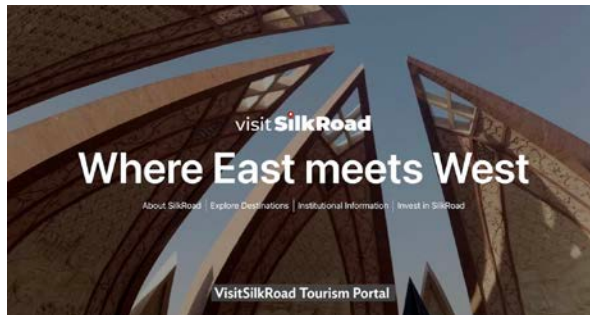 visit SilkRoad
Where East meets West
About SilkRoad | Explore Destinations | Institutional Information | Invest in SilkRoad
VisitSilkRoad Tourism Portal